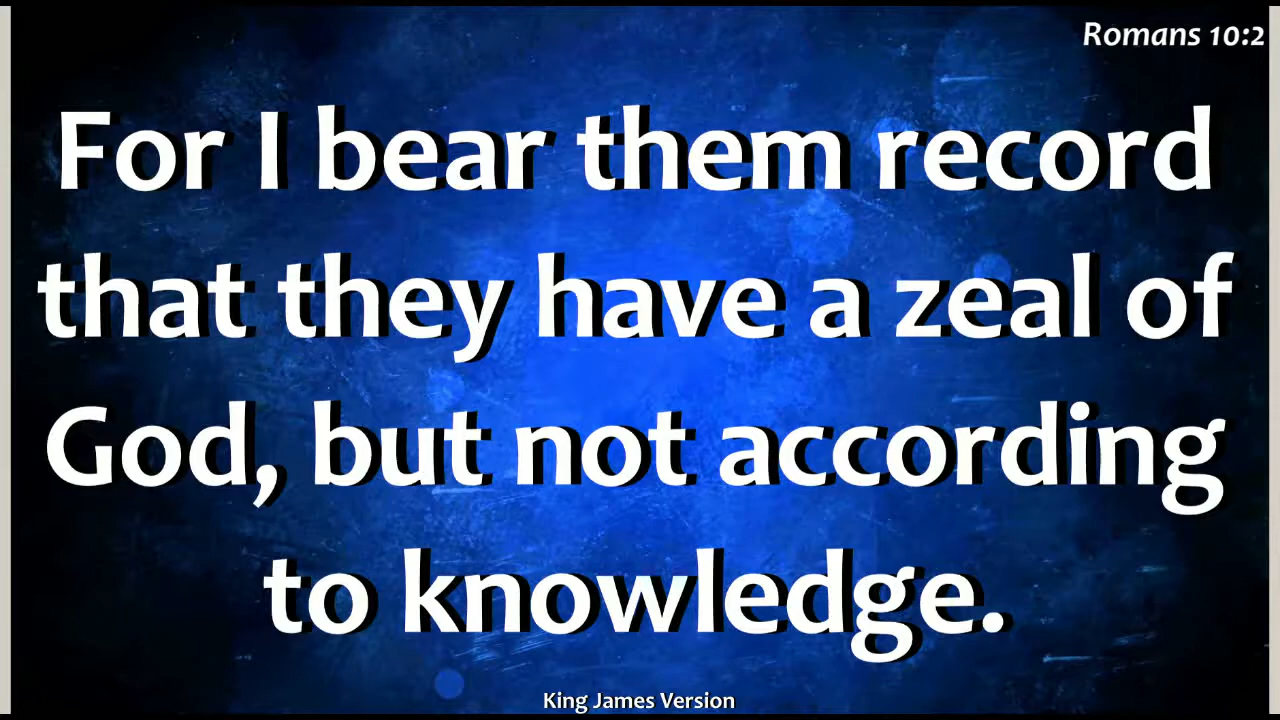 Romans 10:2
For I bear them record
that they have a zeal of
God, but not according
to knowledge.
King James Version